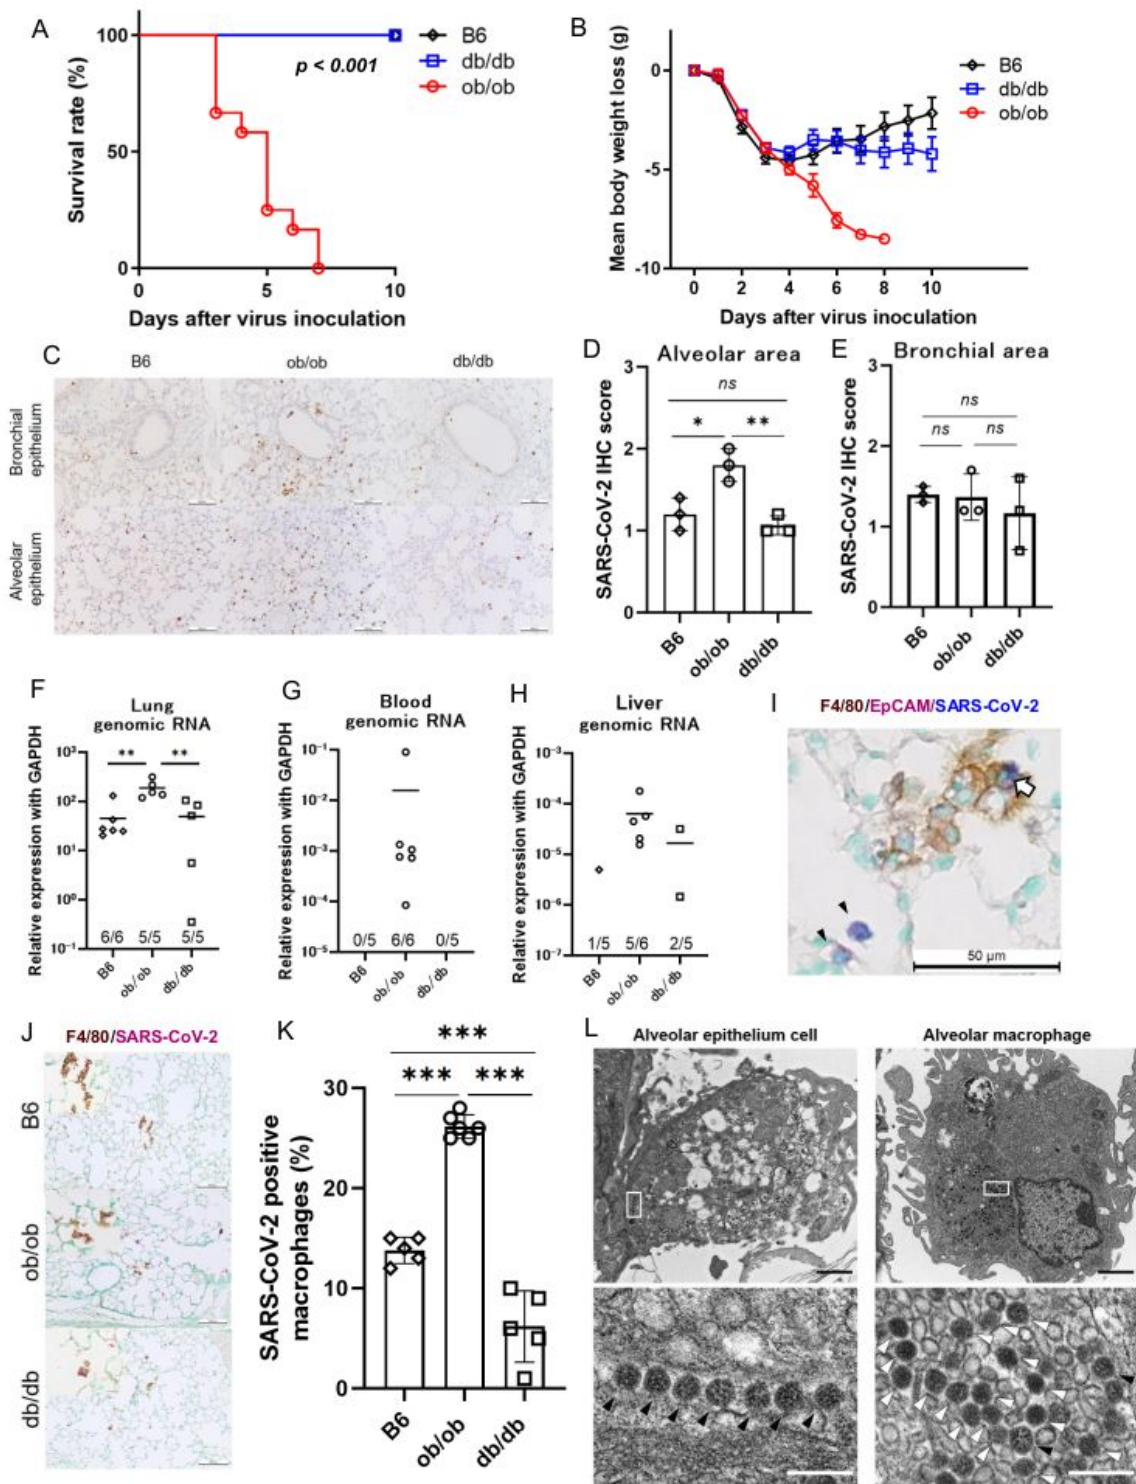 A
100
50
0
0
5
10
Survival rate (%)
Days after virus inoculation
p < 0.001
B6
db/db
ob/ob
B
0
-5
-10
0 2 4 6 8 10
Mean body weight loss (g)
Days after virus inoculation
B6
db/db
ob/ob
C
B6 ob/ob db/db
Bronchial
epithelium
Alveolar
epithelium
D
Alveolar area
SARS-CoV-2 IHC score
3
2
1
0
ns
* **
B6 ob/ob db/db
E
Bronchial area
SARS-CoV-2 IHC score
3
2
1
0
ns
ns ns
B6 ob/ob db/db
F
Lung
genomic RNA
Relative expression with GAPDH
10³
10²
10¹
10⁰
10⁻¹
** **
6/6 5/5 5/5
B6 ob/ob db/db
G
Blood
genomic RNA
Relative expression with GAPDH
10⁻¹
10⁻²
10⁻³
10⁻⁴
10⁻⁵
0/5 6/6 0/5
B6 ob/ob db/db
H
Liver
genomic RNA
Relative expression with GAPDH
10⁻³
10⁻⁴
10⁻⁵
10⁻⁶
10⁻⁷
1/5 5/6 2/5
B6 ob/ob db/db
I
F4/80/EpCAM/SARS-CoV-2
50 µm
J
F4/80/SARS-CoV-2
B6
ob/ob
db/db
K
SARS-CoV-2 positive
macrophages (%)
30
20
10
0
***
*** ***
B6 ob/ob db/db
L
Alveolar epithelium cell
Alveolar macrophage